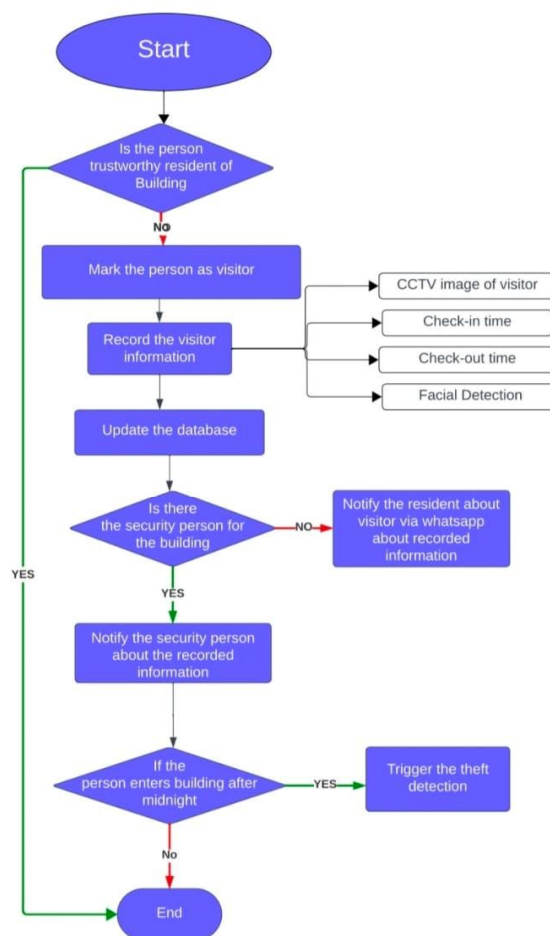 Start
Is the person
trustworthy resident of
Building
NO
Mark the person as visitor
CCTV image of visitor
Check-in time
Record the visitor
information
Check-out time
Facial Detection
Update the database
Is there
the security person for
the building
NO
Notify the resident about
visitor via whatsapp
about recorded
information
YES
YES
Notify the security person
about the recorded
information
If the
person enters building after
midnight
YES
Trigger the theft
detection
No
End